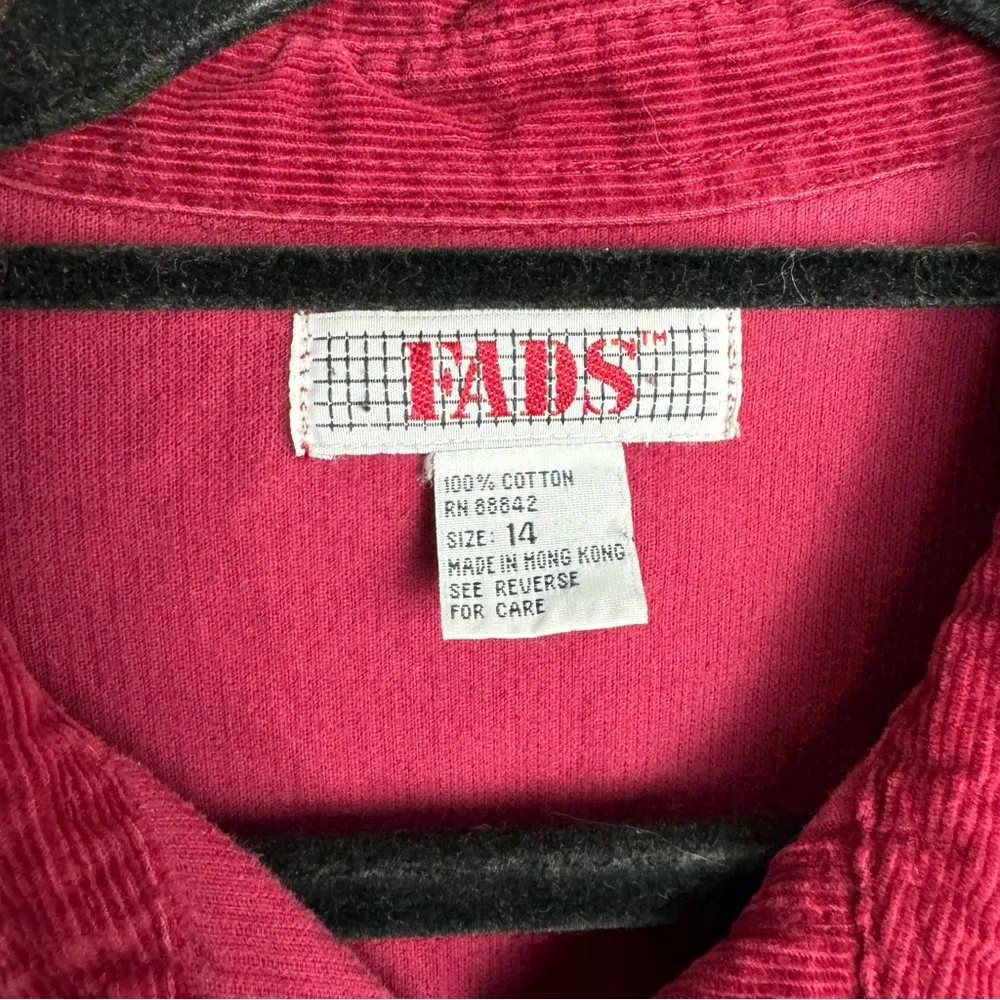 FADS™
100% COTTON
RN 88842
SIZE: 14
MADE IN HONG KONG
SEE REVERSE
FOR CARE